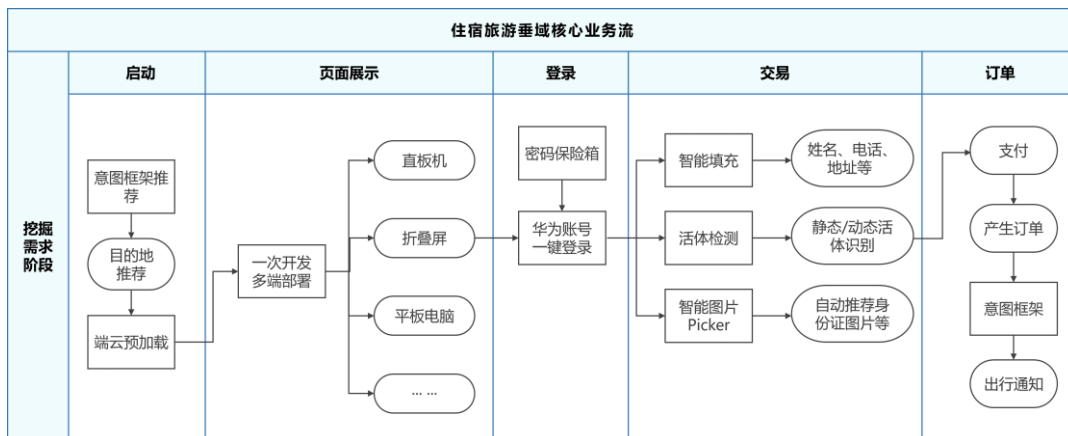 住宿旅游垂域核心业务流
启动
页面展示
登录
交易
订单
挖掘
需求
阶段
意图框架推
荐
目的地
推荐
端云预加载
一次开发
多端部署
直板机
折叠屏
平板电脑
... ...
密码保险箱
华为账号
一键登录
智能填充
活体检测
智能图片
Picker
姓名、电话、
地址等
静态/动态活
体识别
自动推荐身
份证图片等
支付
产生订单
意图框架
出行通知